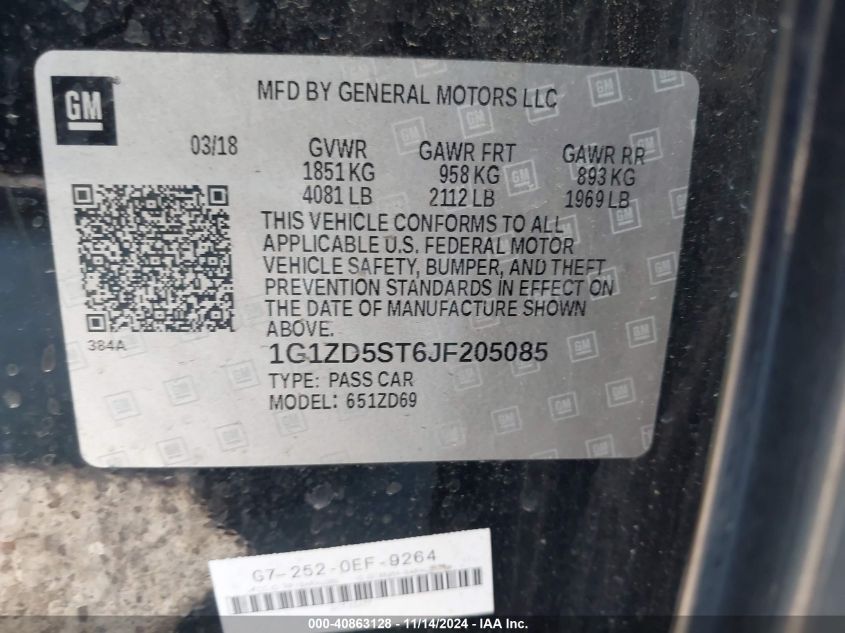 GM
MFD BY GENERAL MOTORS LLC
03/18 GVWR GAWR FRT GAWR RR
1851 KG 958 KG 893 KG
4081 LB 2112 LB 1969 LB
THIS VEHICLE CONFORMS TO ALL
APPLICABLE U.S. FEDERAL MOTOR
VEHICLE SAFETY, BUMPER, AND THEFT
PREVENTION STANDARDS IN EFFECT ON
THE DATE OF MANUFACTURE SHOWN
ABOVE.
384A
1G1ZD5ST6JF205085
TYPE: PASS CAR
MODEL: 651ZD69
G7-252-0EF-9264
000-40863128 - 11/14/2024 - IAAI.COM